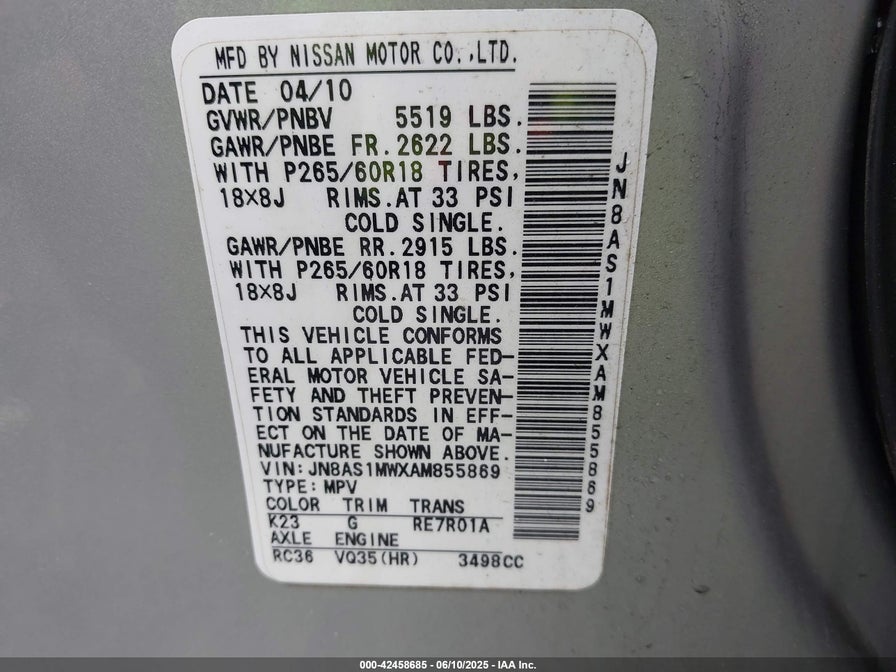 MFD BY NISSAN MOTOR CO.,LTD.
DATE 04/10
GVWR/PNBV 5519 LBS.
GAWR/PNBE FR.2622 LBS.
WITH P265/60R18 TIRES,
18×8J RIMS.AT 33 PSI
COLD SINGLE.
GAWR/PNBE RR.2915 LBS.
WITH P265/60R18 TIRES,
18×8J RIMS.AT 33 PSI
COLD SINGLE.
THIS VEHICLE CONFORMS
TO ALL APPLICABLE FED-
ERAL MOTOR VEHICLE SA-
FETY AND THEFT PREVEN-
TION STANDARDS IN EFF-
ECT ON THE DATE OF MA-
NUFACTURE SHOWN ABOVE.
VIN:JN8AS1MWXAM855869
TYPE:MPV
COLOR TRIM TRANS
K23 G RE7R01A
AXLE ENGINE
RC36 VQ35(HR) 3498CC
JN8AS1MWXAM855869
000-42458685 / 06/10/2025 - IAA Inc.